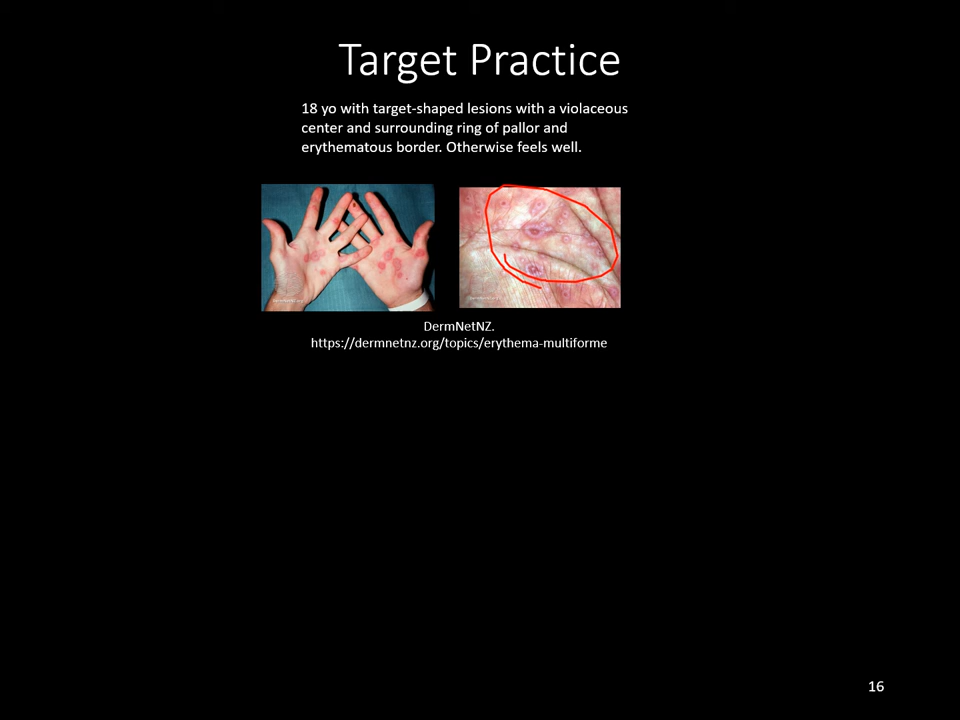 Target Practice
18 yo with target-shaped lesions with a violaceous
center and surrounding ring of pallor and
erythematous border. Otherwise feels well.
DermNetNZ.
https://dermnetnz.org/topics/erythema-multiforme
16